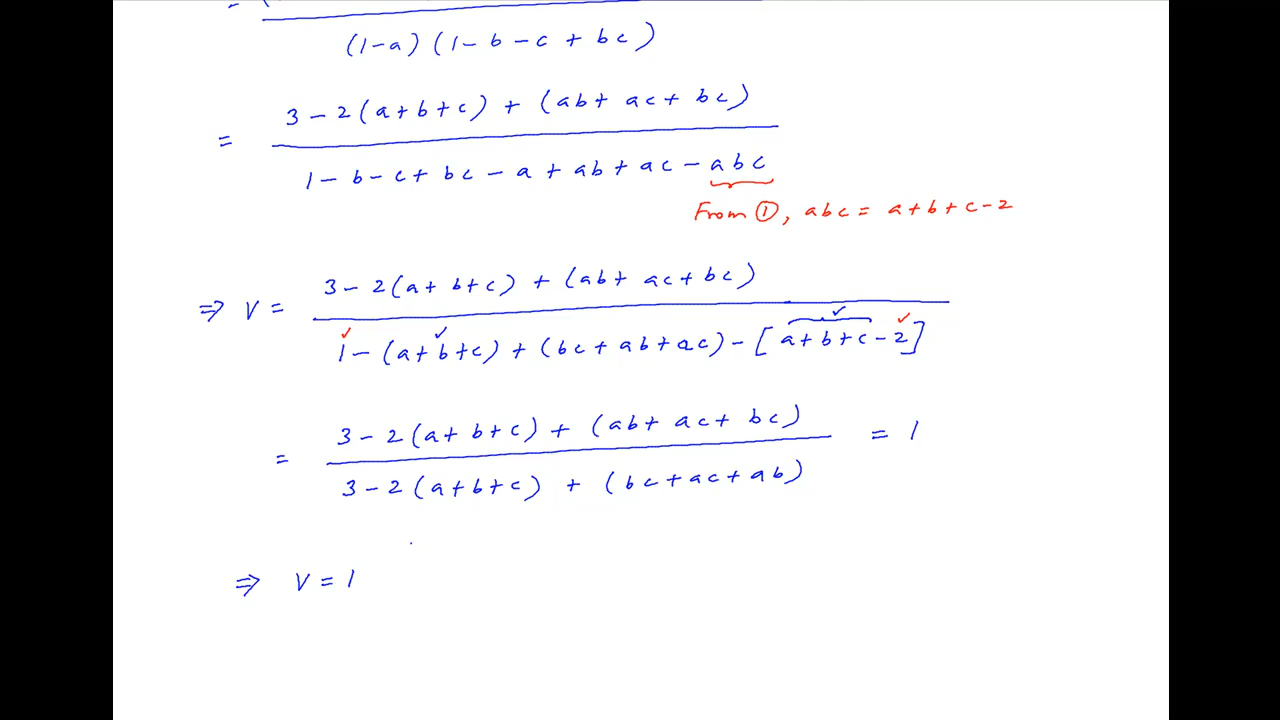 =
(1-a) (1-b-c+bc)
3-2(a+b+c) + (ab+ac+bc)
=
1-b-c+bc-a+ab+ac-abc
From ①, abc = a+b+c-2
3-2(a+b+c) + (ab+ac+bc)
⇒ V =
1-(a+b+c) + (bc+ab+ac) - [a+b+c-2]
3-2(a+b+c) + (ab+ac+bc)
= = 1
3-2(a+b+c) + (bc+ac+ab)
⇒ V = 1